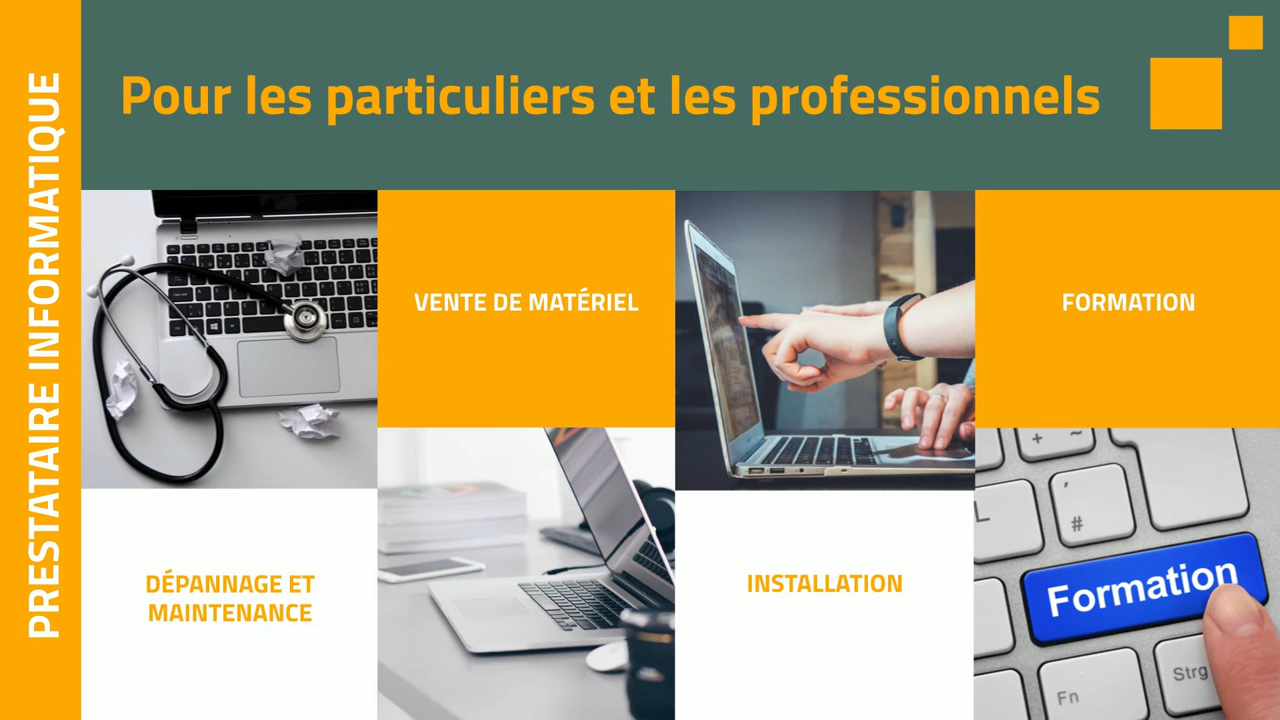 PRESTATAIRE INFORMATIQUE
Pour les particuliers et les professionnels
VENTE DE MATÉRIEL
FORMATION
DÉPANNAGE ET
MAINTENANCE
INSTALLATION
+ ~
L
' #
Formation
Fn
Strg